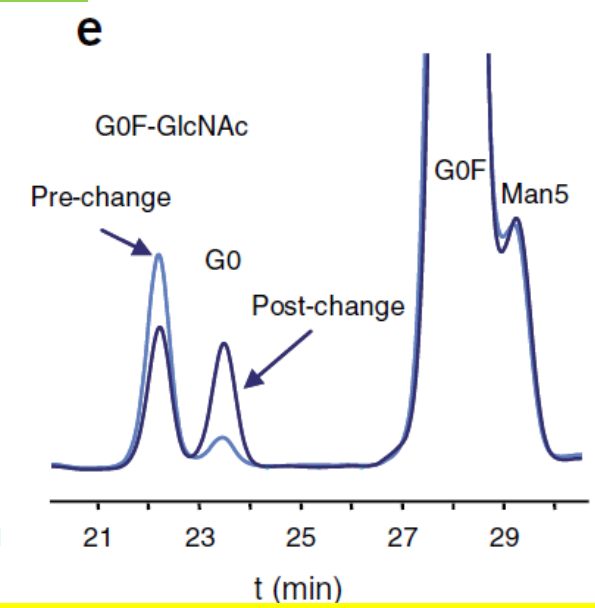 e
G0F-GlcNAc
Pre-change
G0
Post-change
G0F
Man5
21 23 25 27 29
t (min)